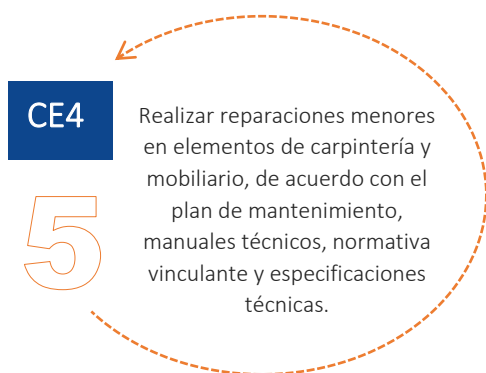 CE4
5
Realizar reparaciones menores
en elementos de carpintería y
mobiliario, de acuerdo con el
plan de mantenimiento,
manuales técnicos, normativa
vinculante y especificaciones
técnicas.